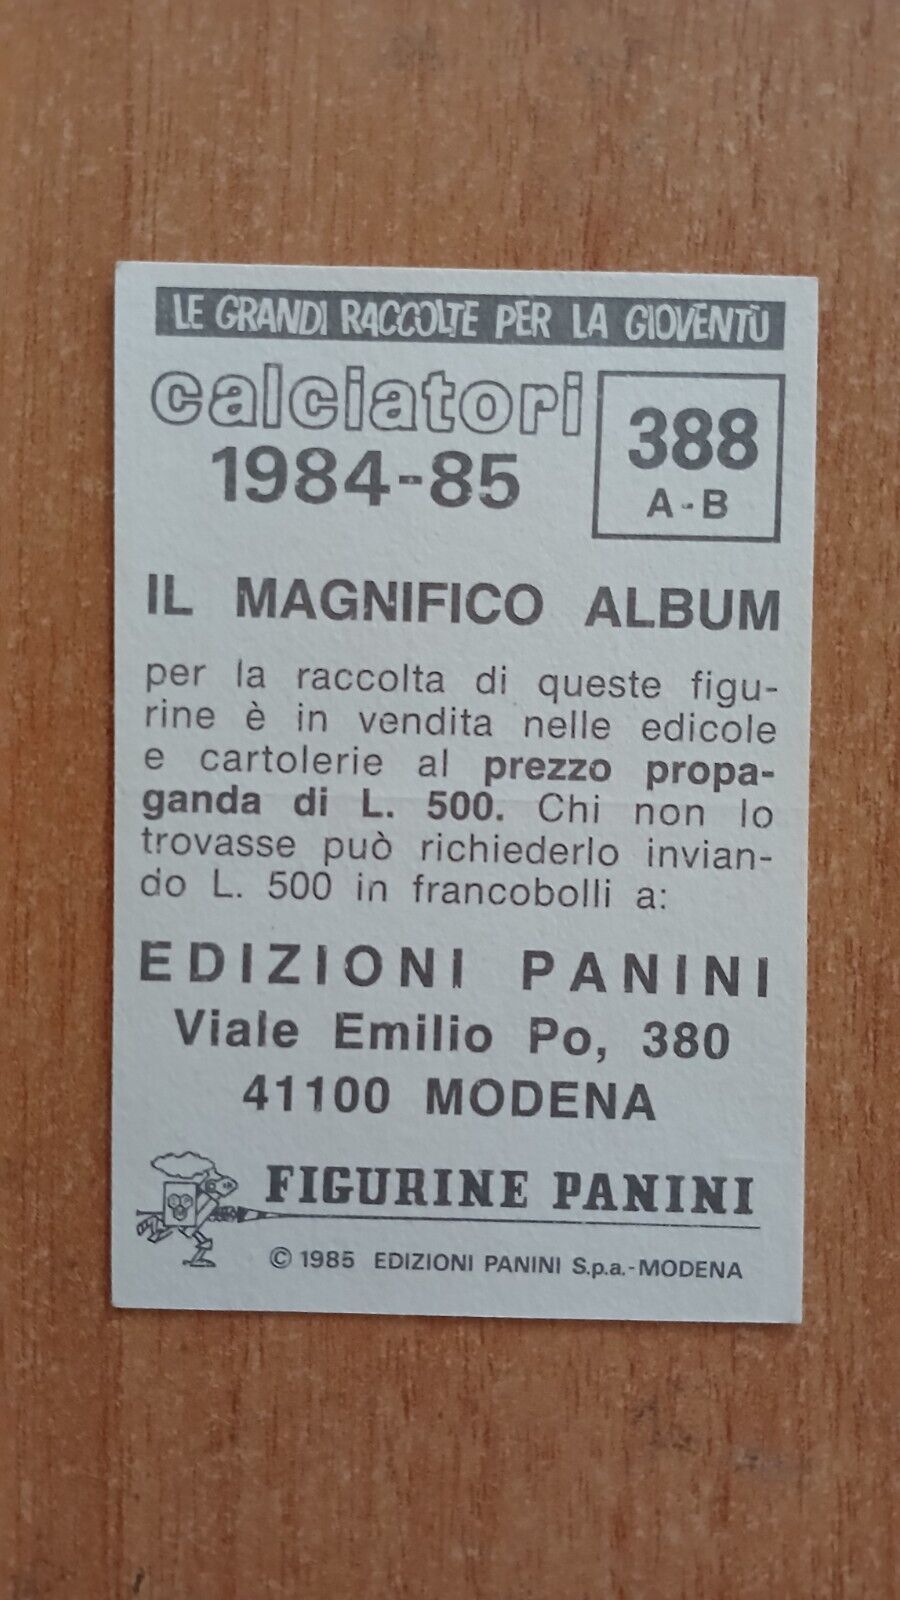 LE GRANDI RACCOLTE PER LA GIOVENTÙ
calciatori
1984-85
388
A-B
IL MAGNIFICO ALBUM
per la raccolta di queste figu-
rine è in vendita nelle edicole
e cartolerie al prezzo propa-
ganda di L. 500. Chi non lo
trovasse può richiederlo invian-
do L. 500 in francobolli a:
EDIZIONI PANINI
Viale Emilio Po, 380
41100 MODENA
FIGURINE PANINI
© 1985 EDIZIONI PANINI S.p.a.-MODENA